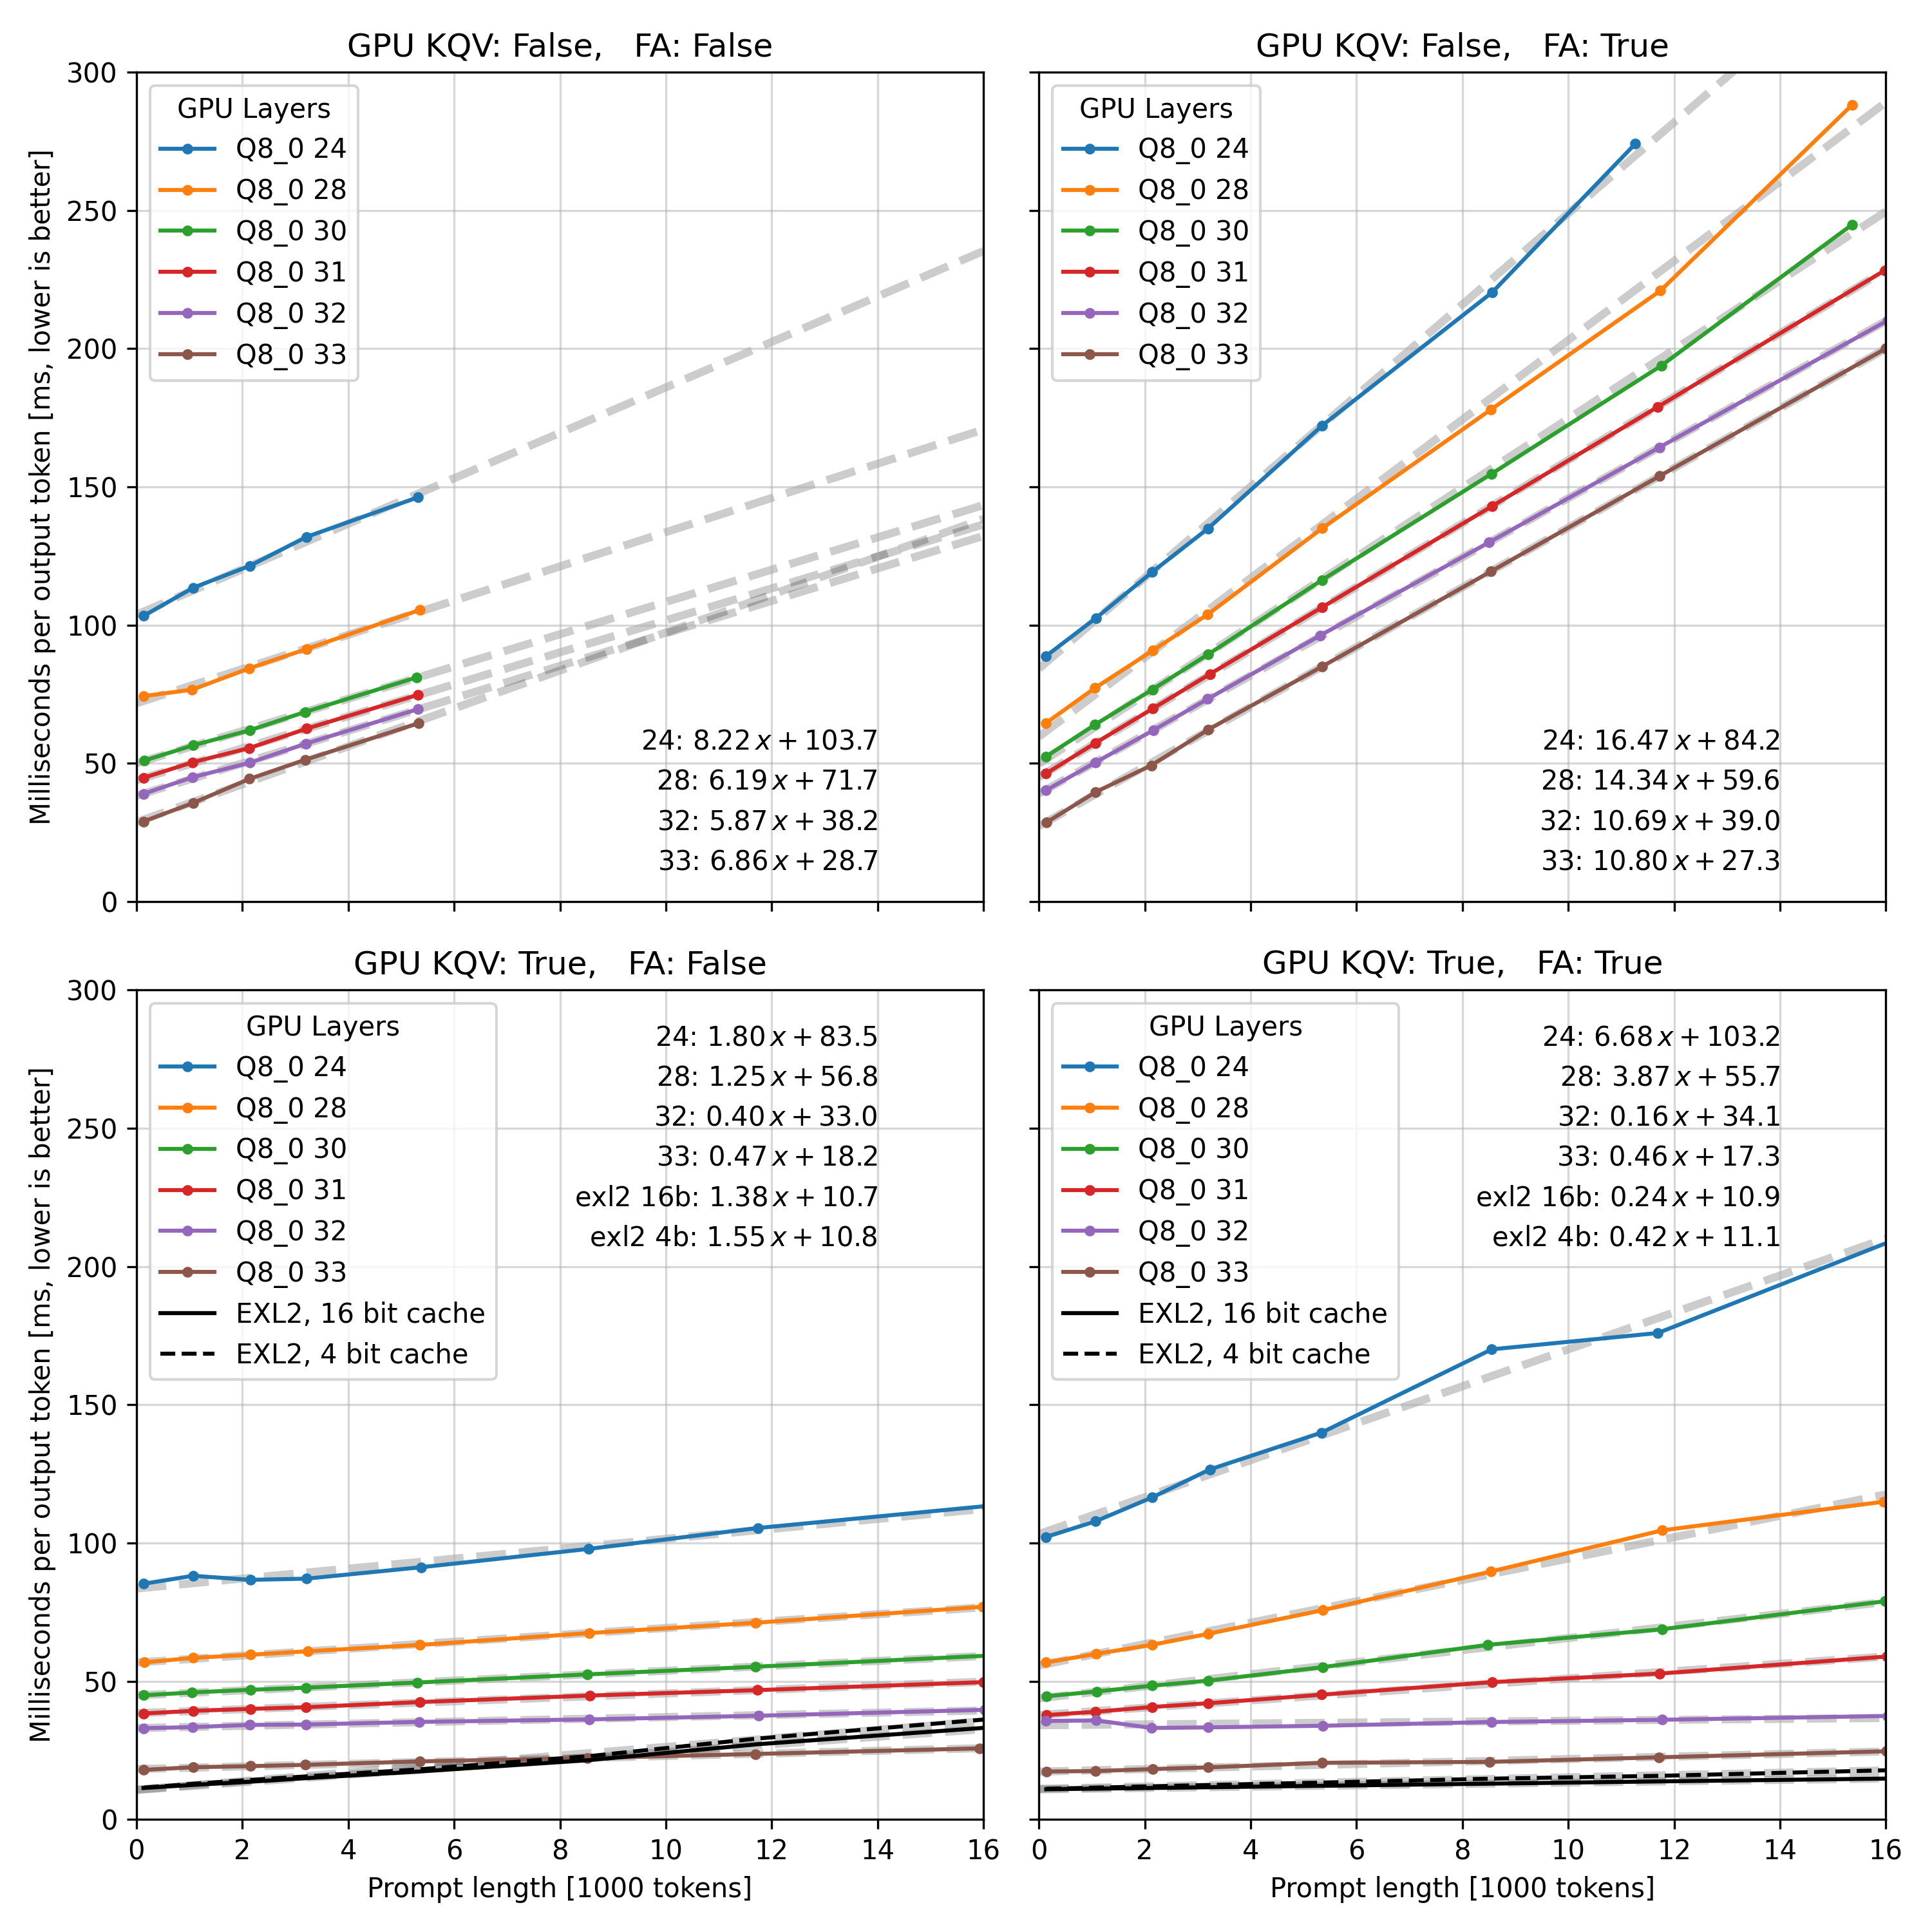 GPU KQV: False,   FA: False
Milliseconds per output token [ms, lower is better]
300
250
200
150
100
50
0
GPU Layers
Q8_0 24
Q8_0 28
Q8_0 30
Q8_0 31
Q8_0 32
Q8_0 33
24: 8.22 x + 103.7
28: 6.19 x + 71.7
32: 5.87 x + 38.2
33: 6.86 x + 28.7
GPU KQV: False,   FA: True
GPU Layers
Q8_0 24
Q8_0 28
Q8_0 30
Q8_0 31
Q8_0 32
Q8_0 33
24: 16.47 x + 84.2
28: 14.34 x + 59.6
32: 10.69 x + 39.0
33: 10.80 x + 27.3
GPU KQV: True,   FA: False
Milliseconds per output token [ms, lower is better]
300
250
200
150
100
50
0
GPU Layers
Q8_0 24
Q8_0 28
Q8_0 30
Q8_0 31
Q8_0 32
Q8_0 33
EXL2, 16 bit cache
EXL2, 4 bit cache
24: 1.80 x + 83.5
28: 1.25 x + 56.8
32: 0.40 x + 33.0
33: 0.47 x + 18.2
exl2 16b: 1.38 x + 10.7
exl2 4b: 1.55 x + 10.8
0 2 4 6 8 10 12 14 16
Prompt length [1000 tokens]
GPU KQV: True,   FA: True
GPU Layers
Q8_0 24
Q8_0 28
Q8_0 30
Q8_0 31
Q8_0 32
Q8_0 33
EXL2, 16 bit cache
EXL2, 4 bit cache
24: 6.68 x + 103.2
28: 3.87 x + 55.7
32: 0.16 x + 34.1
33: 0.46 x + 17.3
exl2 16b: 0.24 x + 10.9
exl2 4b: 0.42 x + 11.1
0 2 4 6 8 10 12 14 16
Prompt length [1000 tokens]